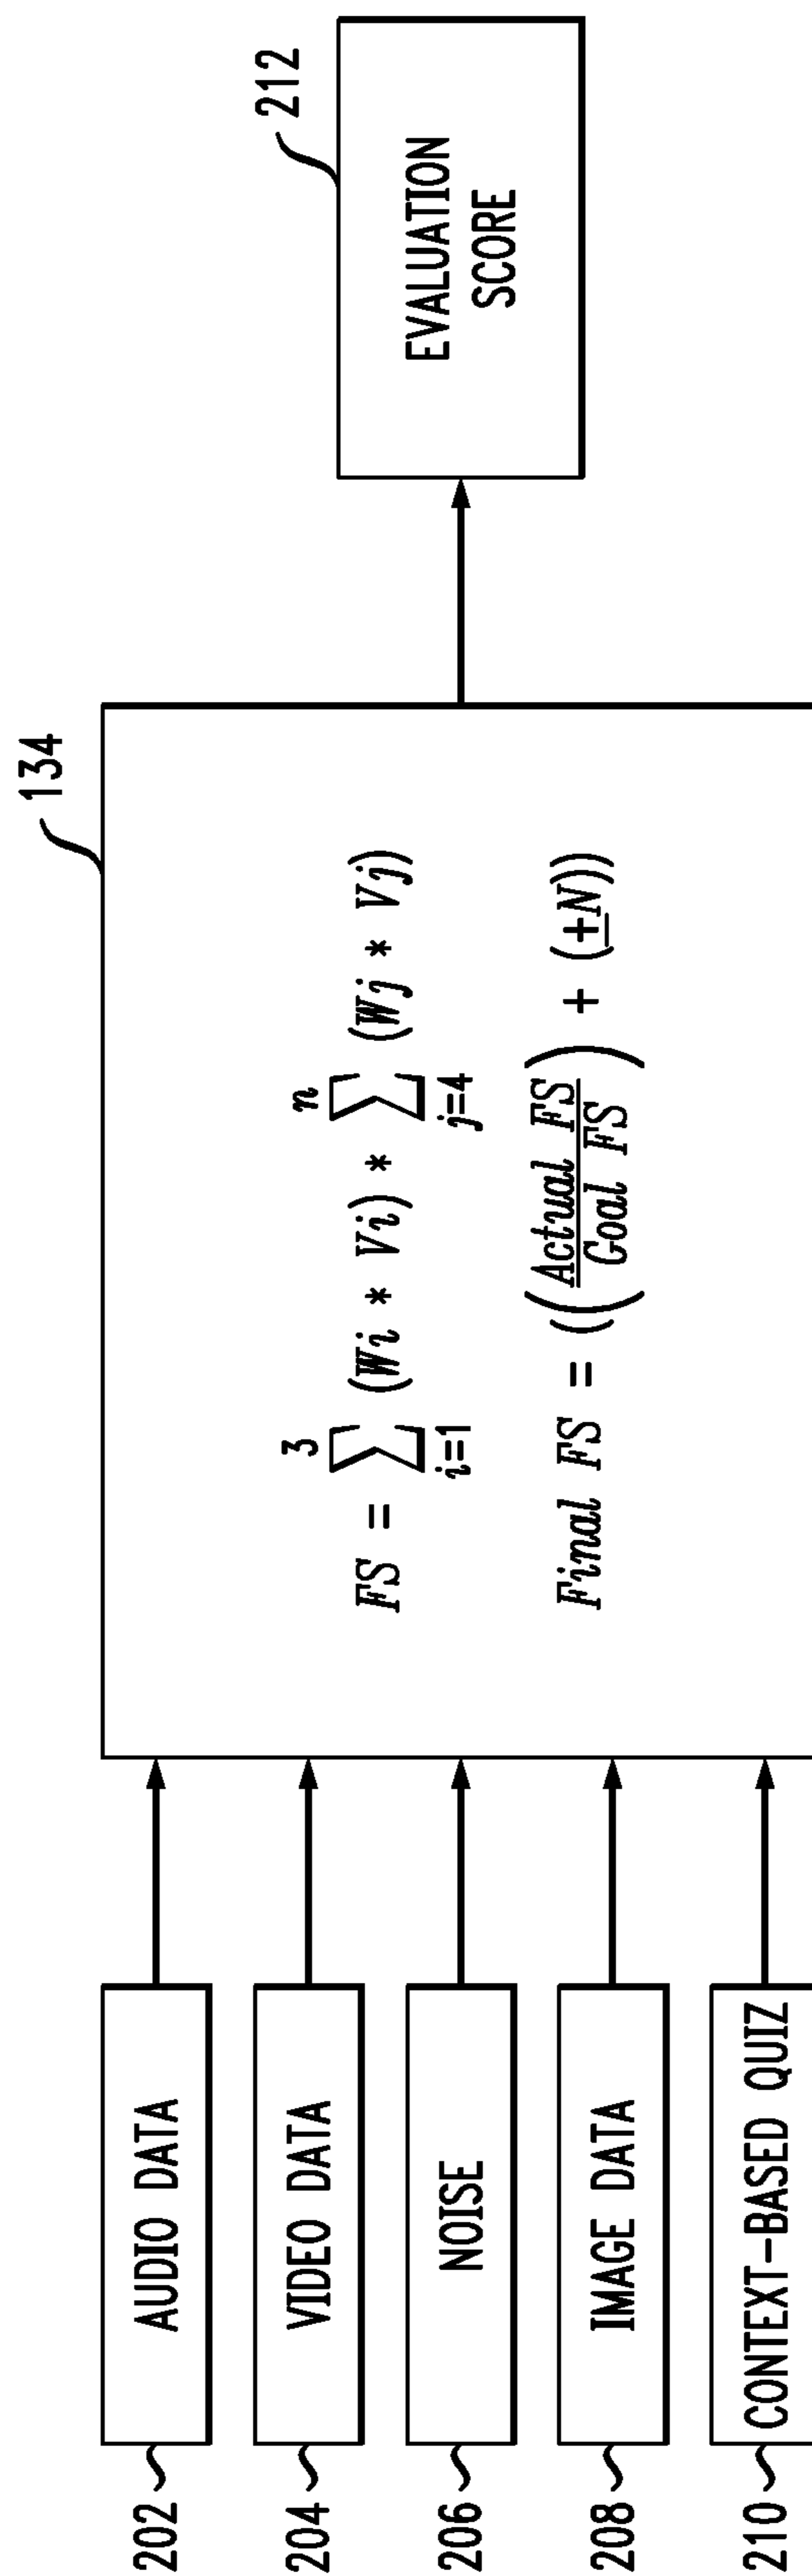 202
AUDIO DATA
204
VIDEO DATA
206
NOISE
208
IMAGE DATA
210
CONTEXT-BASED QUIZ
134
3
n
FS = ∑ (Wi * Vi) * ∑ (Wj * Vj)
i=1
j=4
Final FS = ((Actual FS
Goal FS) + (±N))
212
EVALUATION
SCORE